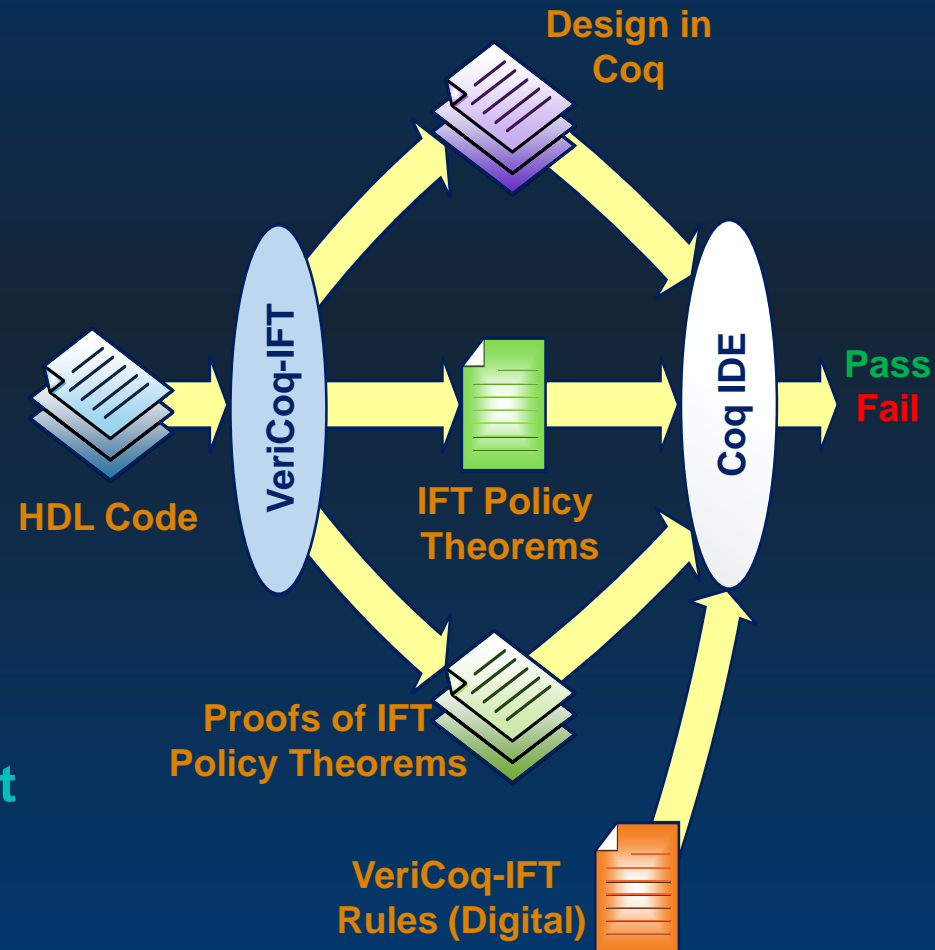 Design in
Coq
VeriCoq-IFT
Coq IDE
Pass
Fail
HDL Code
IFT Policy
Theorems
Proofs of IFT
Policy Theorems
t
VeriCoq-IFT
Rules (Digital)